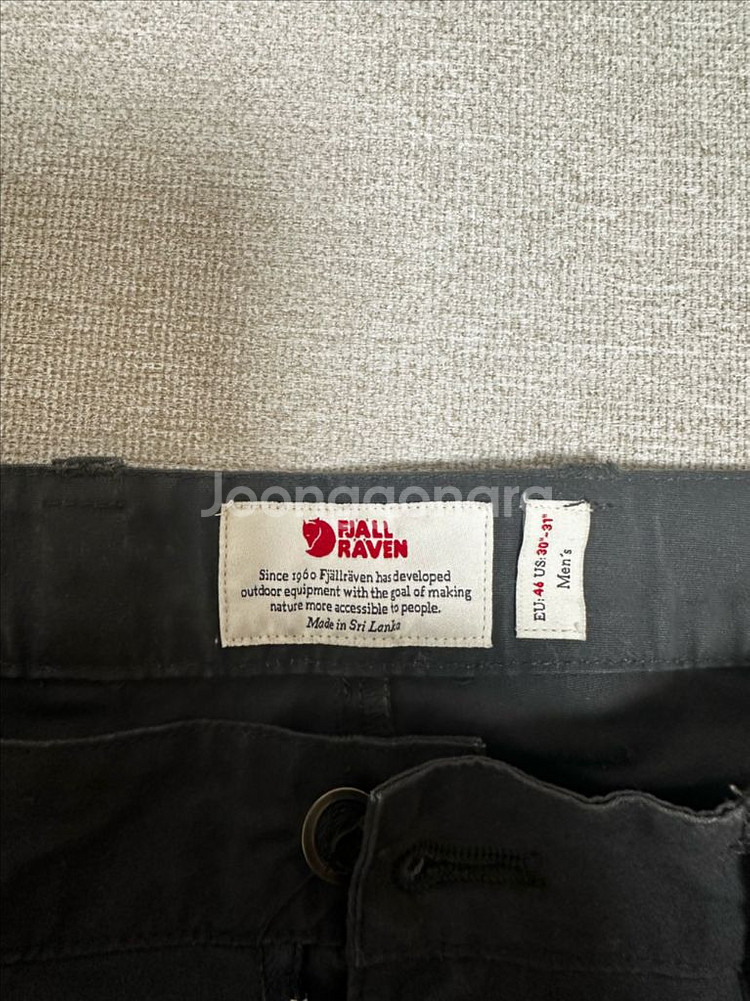 Joonggonara
FJÄLL
RÄVEN
Since 1960 Fjällräven has developed
outdoor equipment with the goal of making
nature more accessible to people.
Made in Sri Lanka
EU: 46 US: 30"-31"
Men's